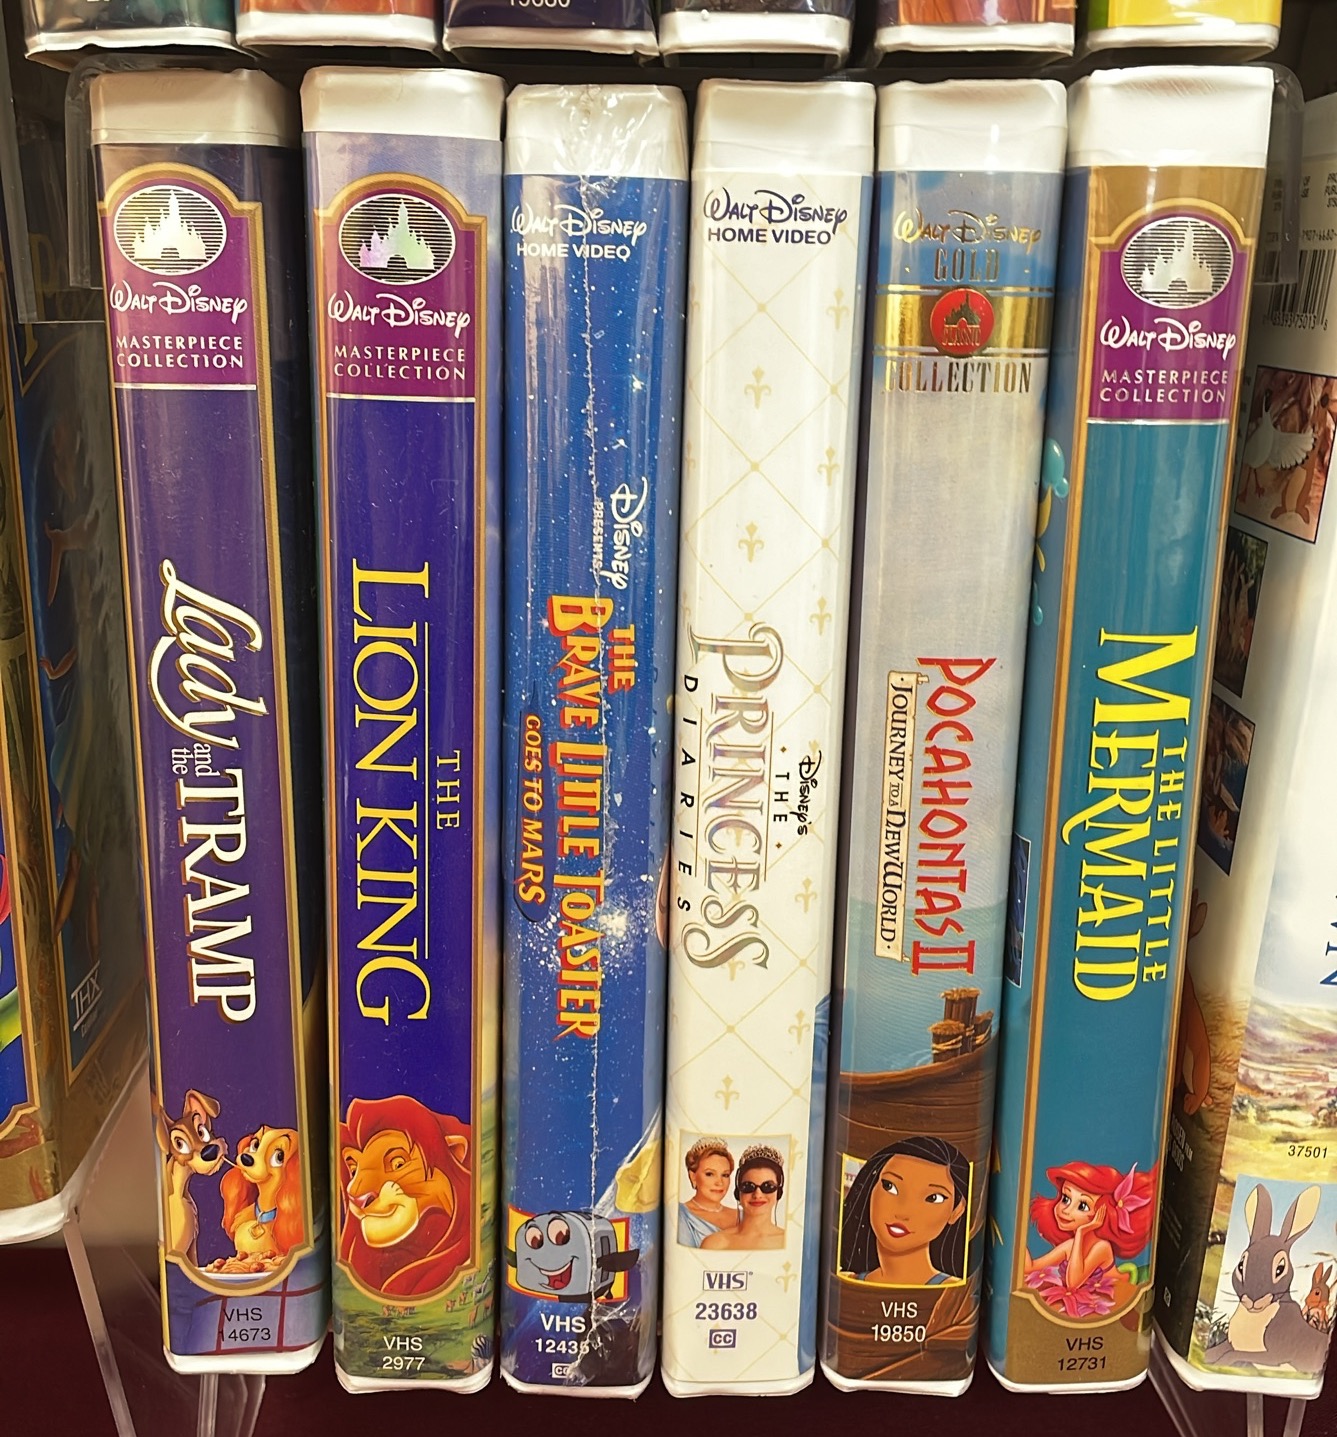 WALT DISNEY
MASTERPIECE
COLLECTION
Lady
and
the
TRAMP
VHS
14673
WALT DISNEY
MASTERPIECE
COLLECTION
THE
LION KING
VHS
2977
WALT DISNEY
HOME VIDEO
DISNEY
PRESENTS
THE
BRAVE LITTLE TOASTER
GOES TO MARS
VHS
CC
WALT DISNEY
HOME VIDEO
DISNEY'S
THE
PRINCESS
DIARIES
VHS
23638
CC
WALT DISNEY
GOLD
CLASSIC
COLLECTION
POCAHONTAS II
JOURNEY TO A NEW WORLD
VHS
19850
WALT DISNEY
MASTERPIECE
COLLECTION
THE LITTLE
MERMAID
VHS
12731
THX
37501